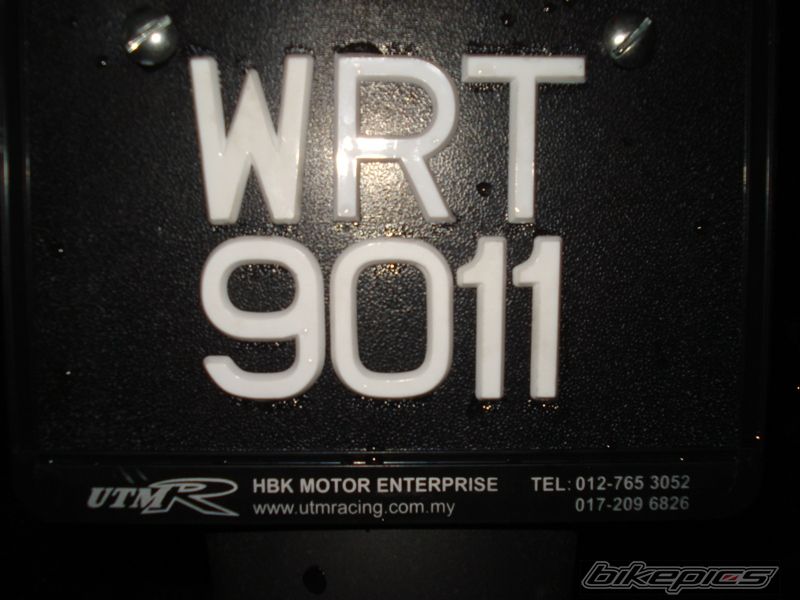 WRT
9011
UTMR
HBK MOTOR ENTERPRISE
www.utmracing.com.my
TEL: 012-765 3052
017-209 6826
bikepics